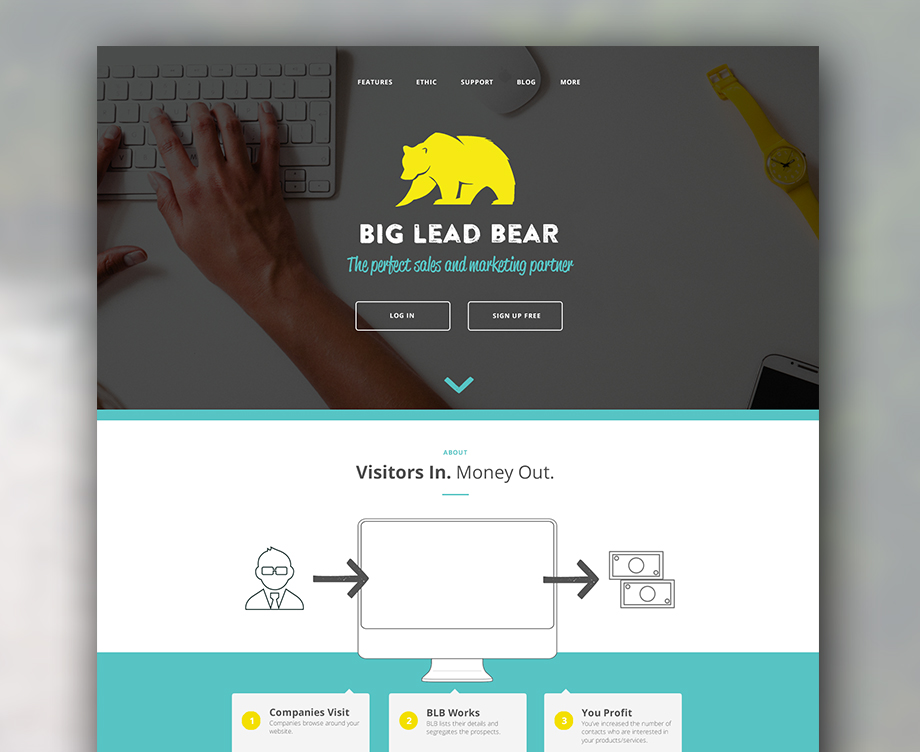 FEATURES ETHIC SUPPORT BLOG MORE
BIG LEAD BEAR
The perfect sales and marketing partner
LOG IN SIGN UP FREE
ABOUT
Visitors In. Money Out.
1 Companies Visit
Companies browse around your
website.
2 BLB Works
BLB lists their details and
segregates the prospects.
3 You Profit
You've increased the number of
contacts who are interested in
your products/services.